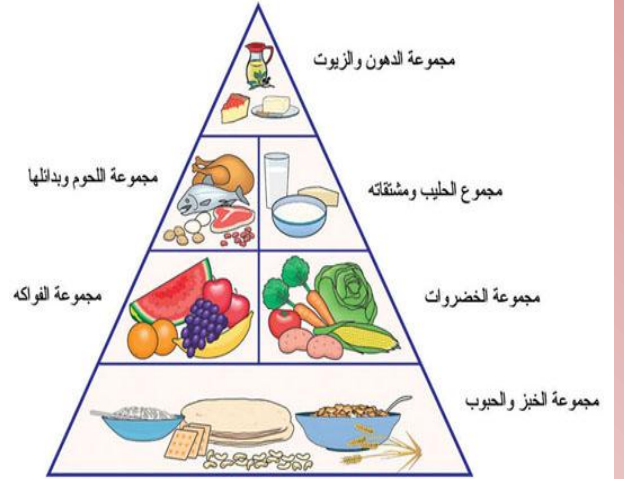 مجموعة الدهون والزيوت
مجموعة اللحوم وبدائلها
مجموع الحليب ومشتقاته
مجموعة الفواكه
مجموعة الخضروات
مجموعة الخبز والحبوب